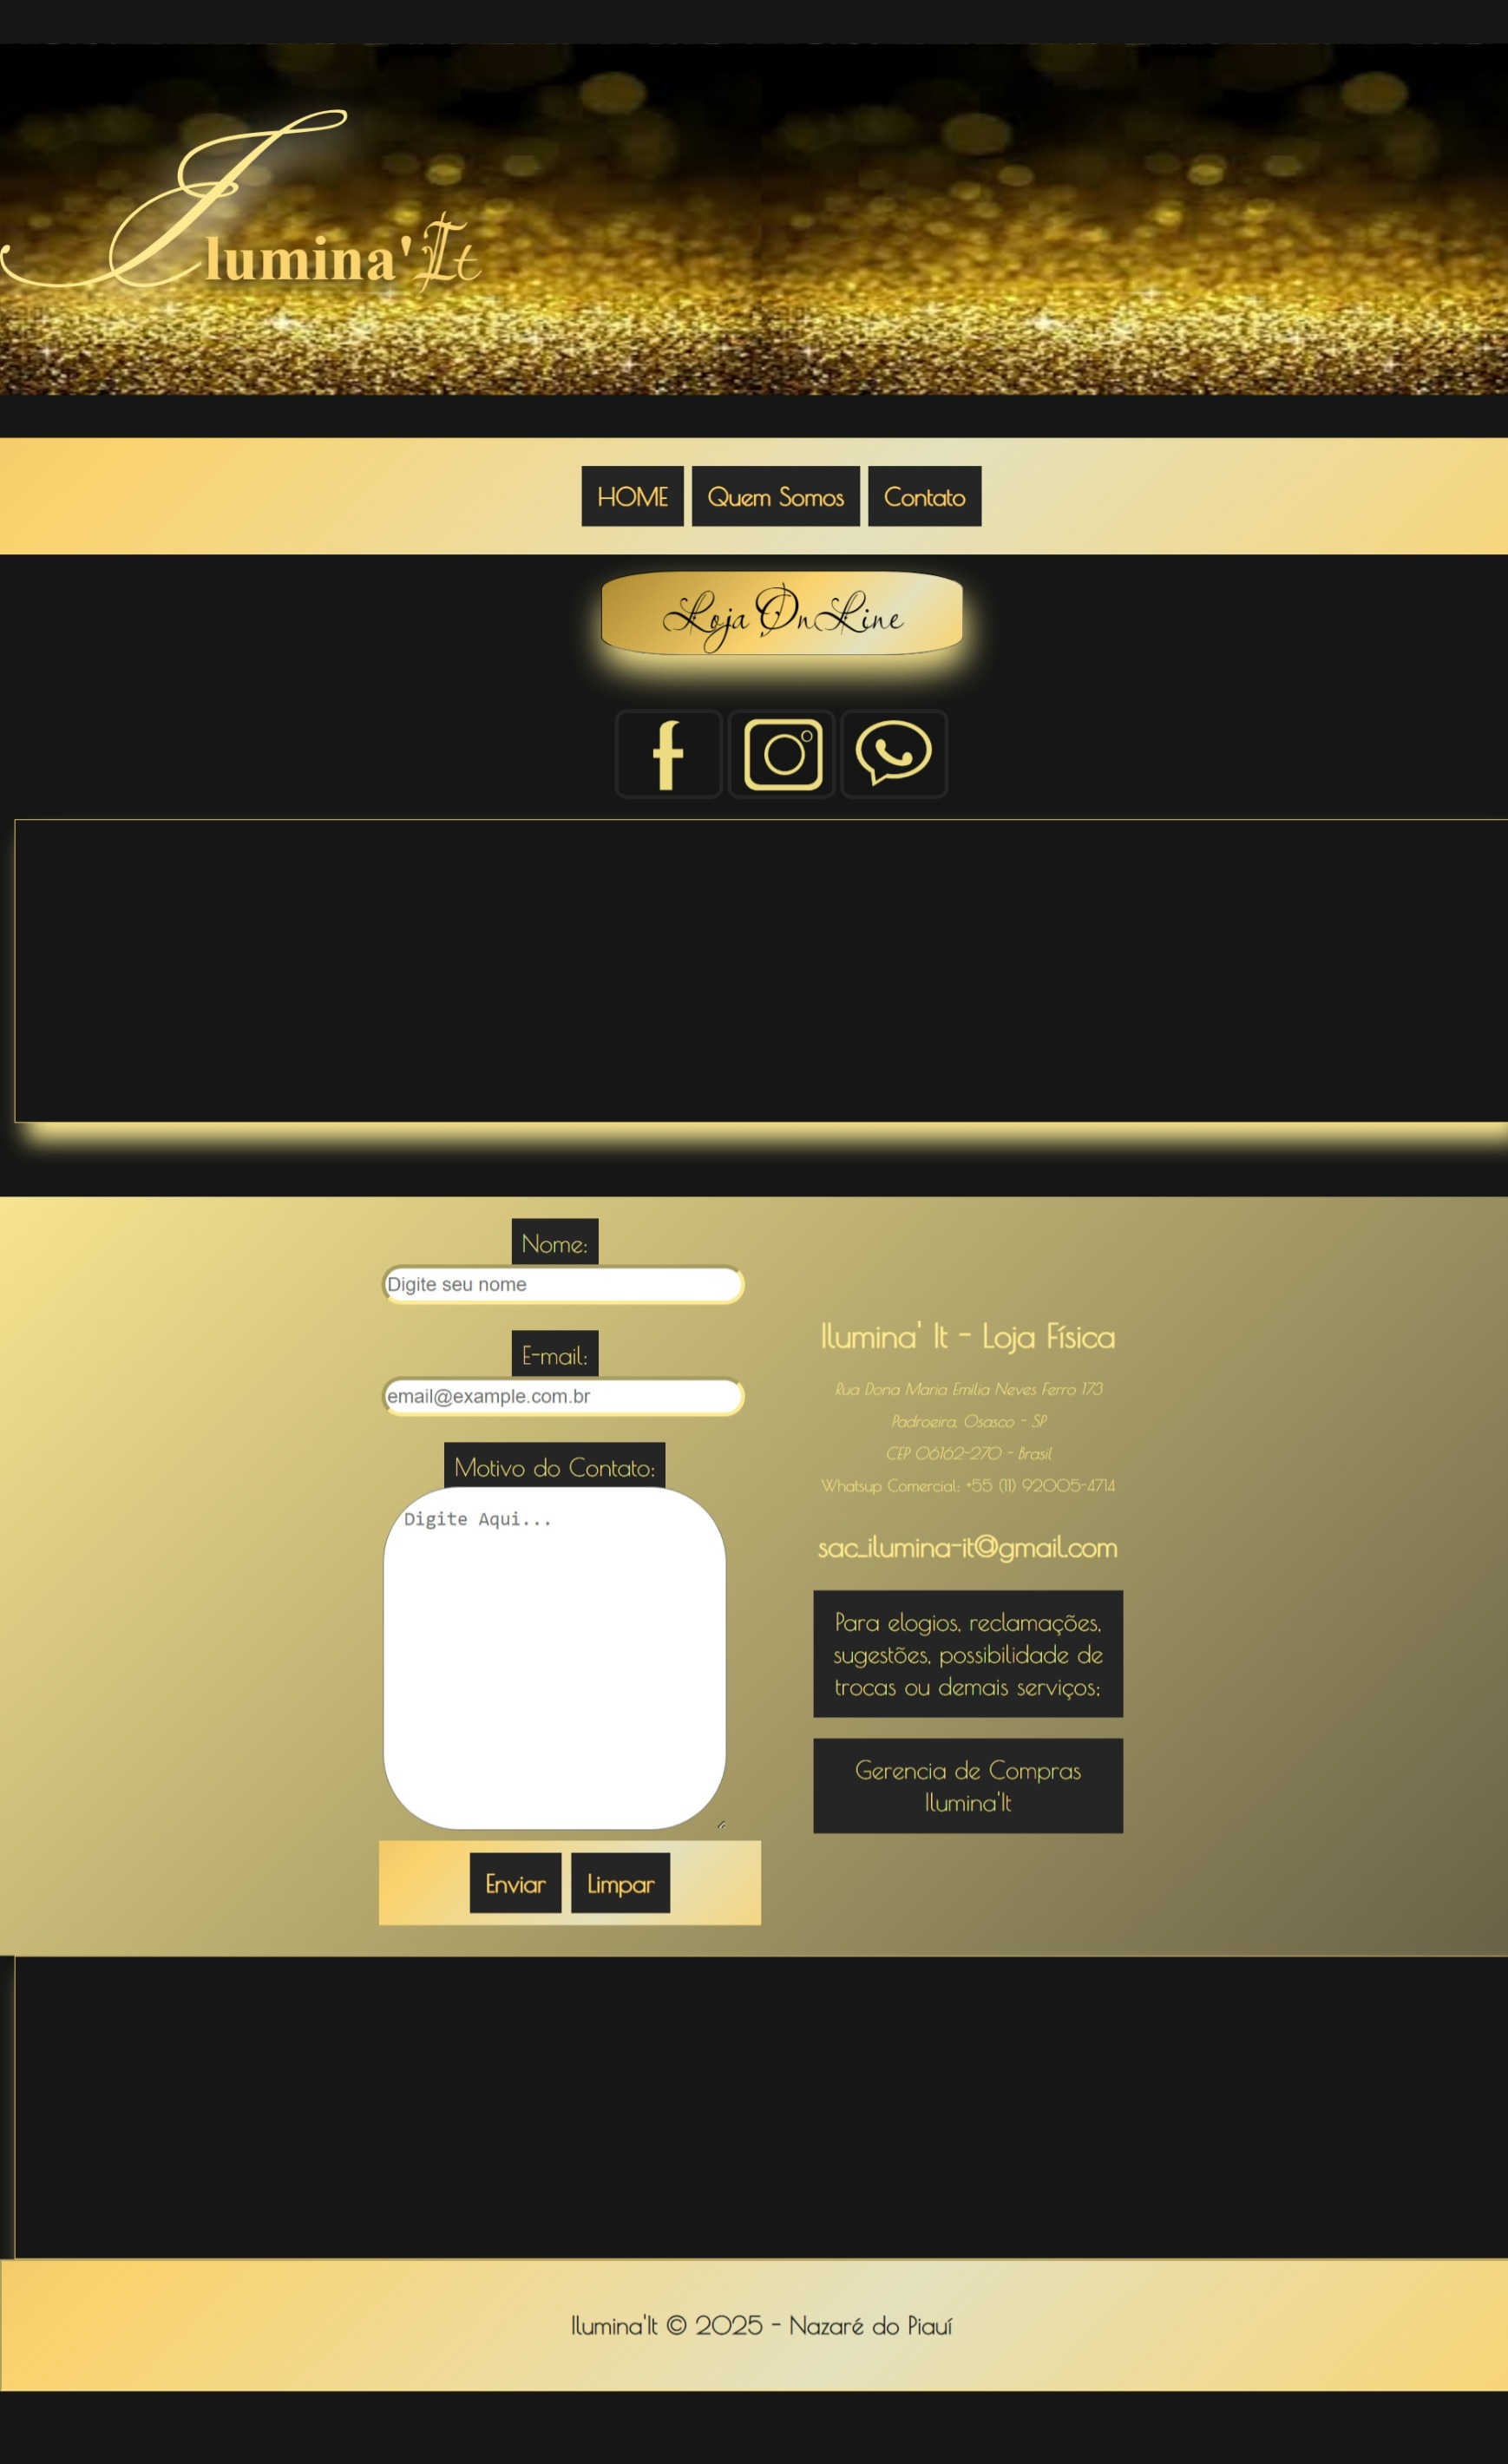 Ilumina'It
HOME Quem Somos Contato
Loja OnLine
Nome:
Digite seu nome
E-mail:
email@example.com.br
Motivo do Contato:
Digite Aqui...
Enviar Limpar
Ilumina' It - Loja Física
Rua Dona Maria Emilia Neves Ferro 173
Padroeira, Osasco - SP
CEP 06162-270 - Brasil
Whatsup Comercial: +55 (11) 92005-4714
sac_ilumina-it@gmail.com
Para elogios, reclamações,
sugestões, possibilidade de
trocas ou demais serviços;
Gerencia de Compras
Ilumina'It
Ilumina'It © 2025 - Nazaré do Piauí